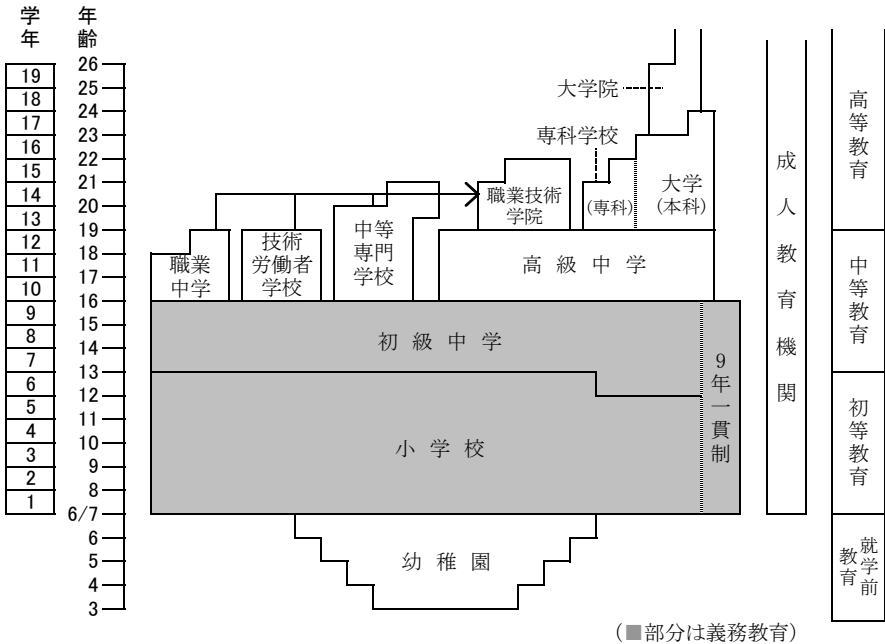 学年
年齢
19
18
17
16
15
14
13
12
11
10
9
8
7
6
5
4
3
2
1
26
25
24
23
22
21
20
19
18
17
16
15
14
13
12
11
10
9
8
6/7
6
5
4
3
大学院
専科学校
職業技術
学院
(専科)
大学
(本科)
職業
中学
技術
労働者
学校
中等
専門
学校
高級中学
初級中学
9年一貫制
小学校
幼稚園
成人教育機関
高等教育
中等教育
初等教育
就学前
教育
(■部分は義務教育)